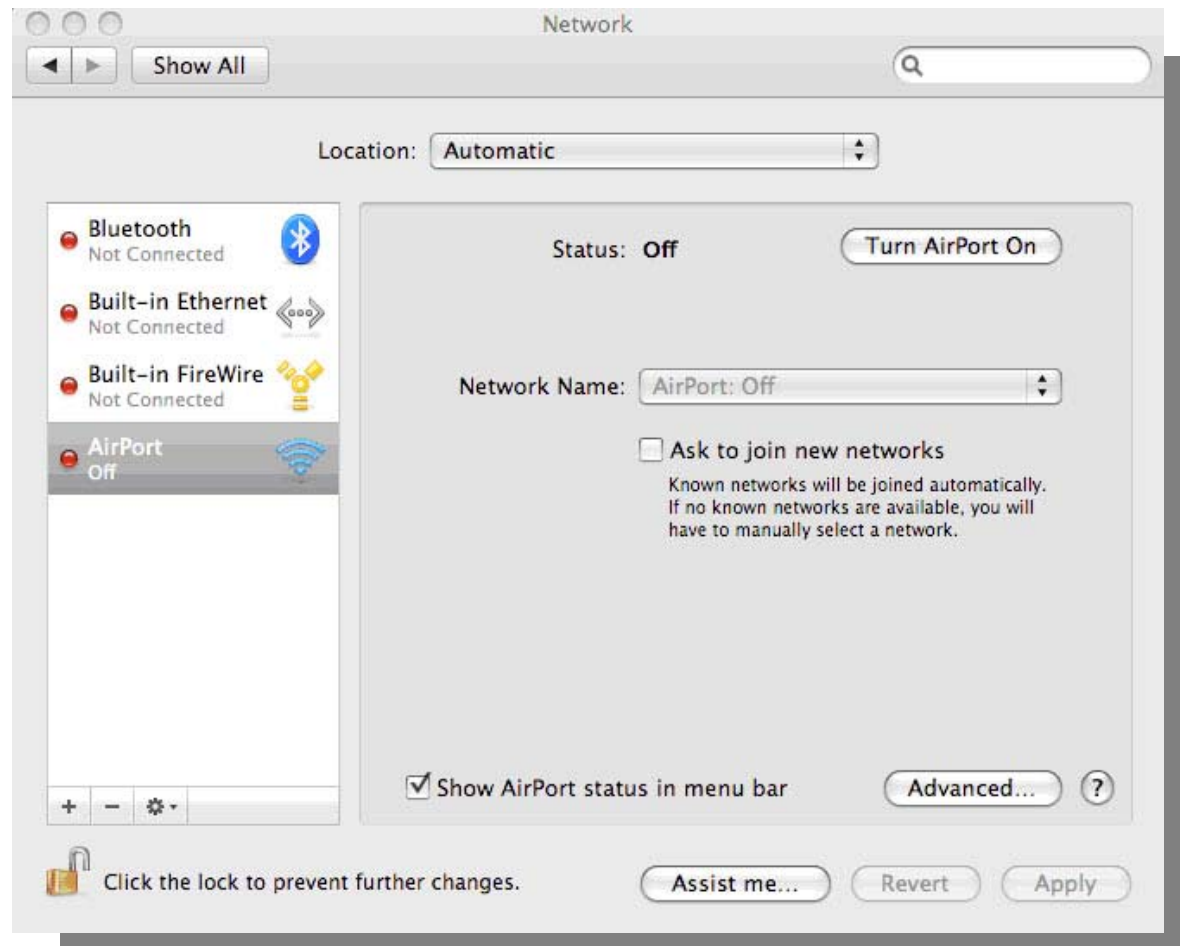 Network
Show All
Location: Automatic
Bluetooth
Not Connected
Built-in Ethernet
Not Connected
Built-in FireWire
Not Connected
AirPort
Off
Status: Off
Turn AirPort On
Network Name: AirPort: Off
Ask to join new networks
Known networks will be joined automatically.
If no known networks are available, you will
have to manually select a network.
Show AirPort status in menu bar
Advanced...
?
Click the lock to prevent further changes.
Assist me...
Revert
Apply